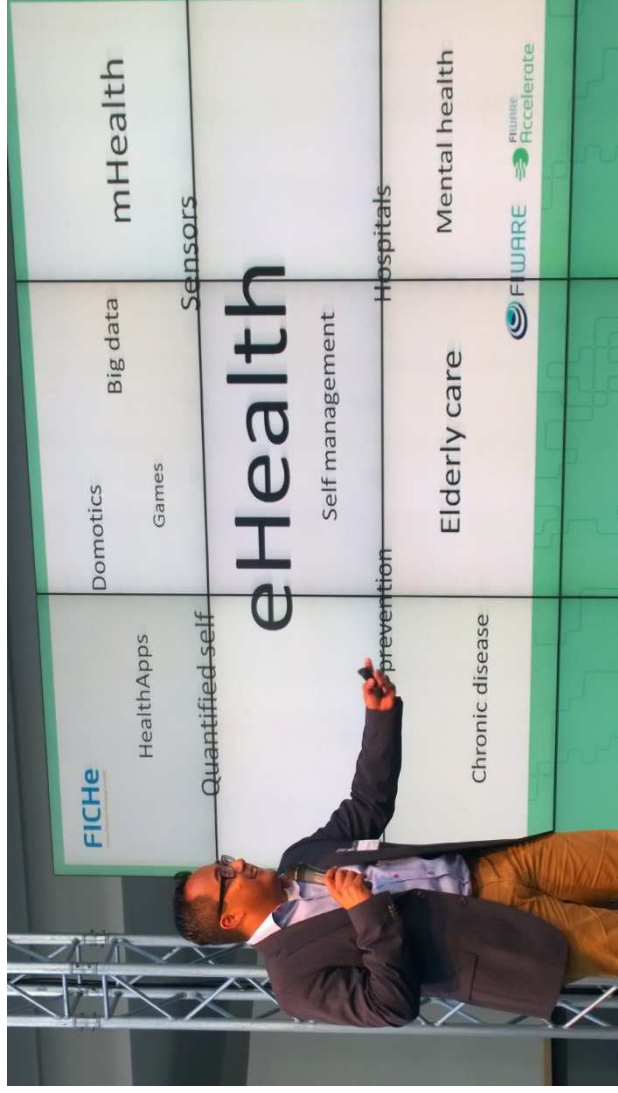 FICHe
Domotics
Big data
mHealth
HealthApps
Games
Sensors
Quantified self
eHealth
Self management
prevention
Hospitals
Chronic disease
Elderly care
Mental health
FIWARE
FIWARE
Accelerate